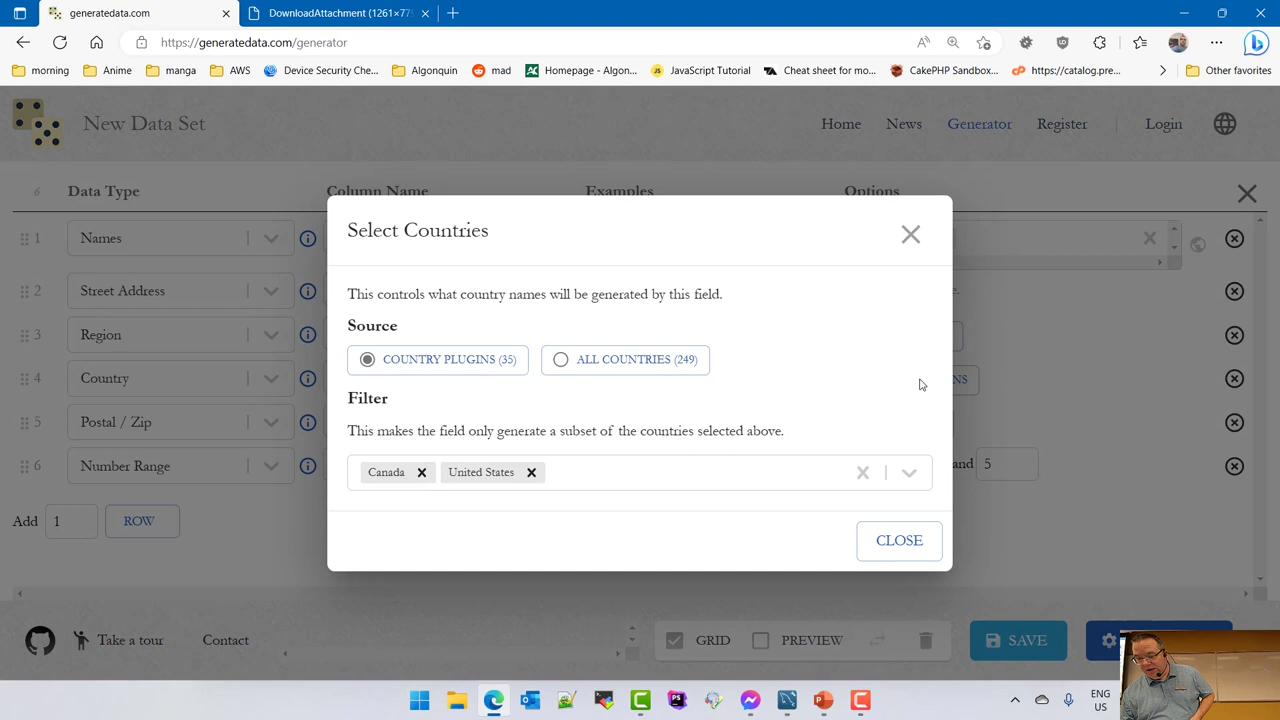 generatedata.com
DownloadAttachment (1261×775
https://generatedata.com/generator
morning
Anime
manga
AWS
Device Security Che...
Algonquin
mad
Homepage - Algon...
JavaScript Tutorial
Cheat sheet for mo...
CakePHP Sandbox...
https://catalog.pre...
Other favorites
New Data Set
Home
News
Generator
Register
Login
6
Data Type
Column Name
Examples
Options
1
Names
2
Street Address
3
Region
4
Country
5
Postal / Zip
6
Number Range
and
5
Select Countries
This controls what country names will be generated by this field.
Source
COUNTRY PLUGINS (35)
ALL COUNTRIES (249)
Filter
This makes the field only generate a subset of the countries selected above.
Canada
United States
CLOSE
Add
1
ROW
Take a tour
Contact
GRID
PREVIEW
SAVE
ENG
US